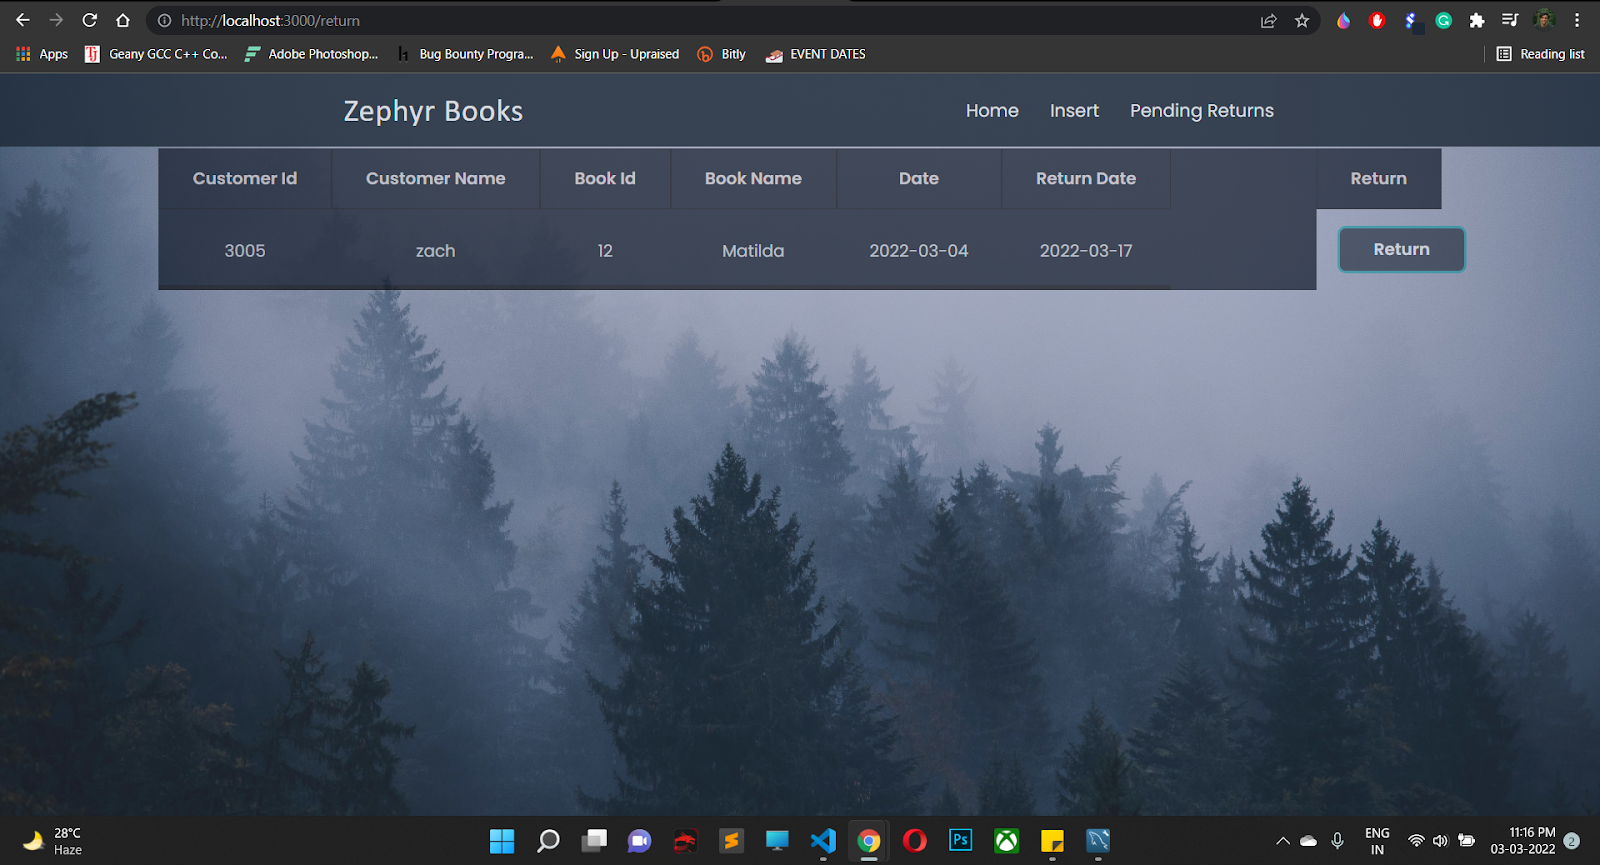 http://localhost:3000/return
Apps Geany GCC C++ Co... Adobe Photoshop... Bug Bounty Progra... Sign Up - Upraised Bitly EVENT DATES Reading list
Zephyr Books Home Insert Pending Returns
Customer Id Customer Name Book Id Book Name Date Return Date Return
3005 zach 12 Matilda 2022-03-04 2022-03-17 Return
28°C
Haze
ENG
IN
11:16 PM
03-03-2022
2